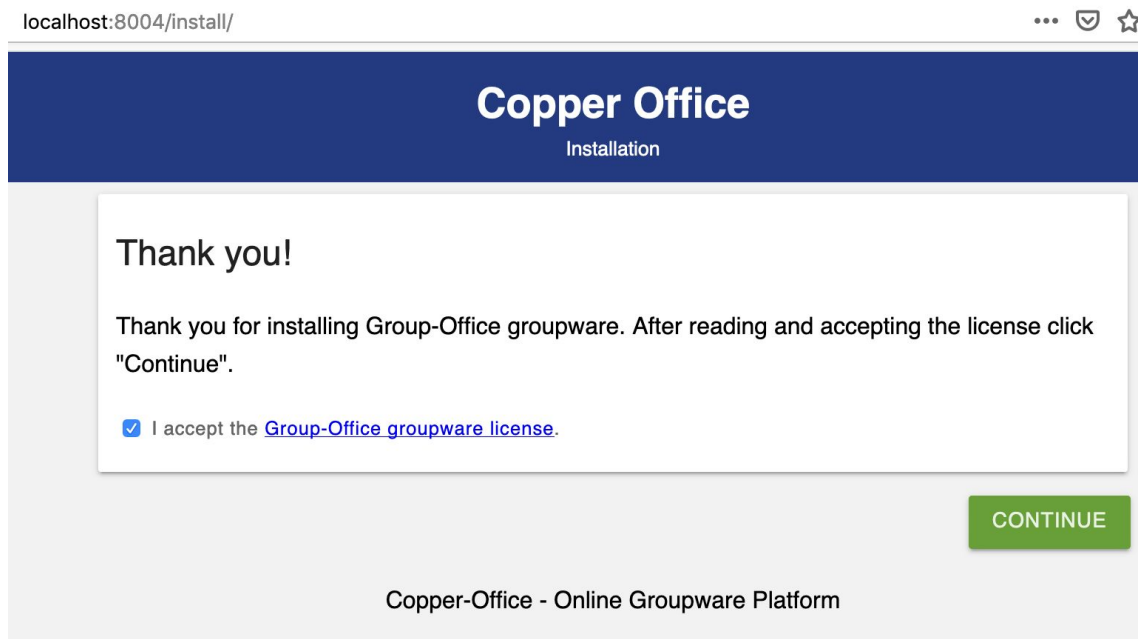 localhost:8004/install/
Copper Office
Installation
Thank you!
Thank you for installing Group-Office groupware. After reading and accepting the license click
"Continue".
I accept the Group-Office groupware license.
CONTINUE
Copper-Office - Online Groupware Platform